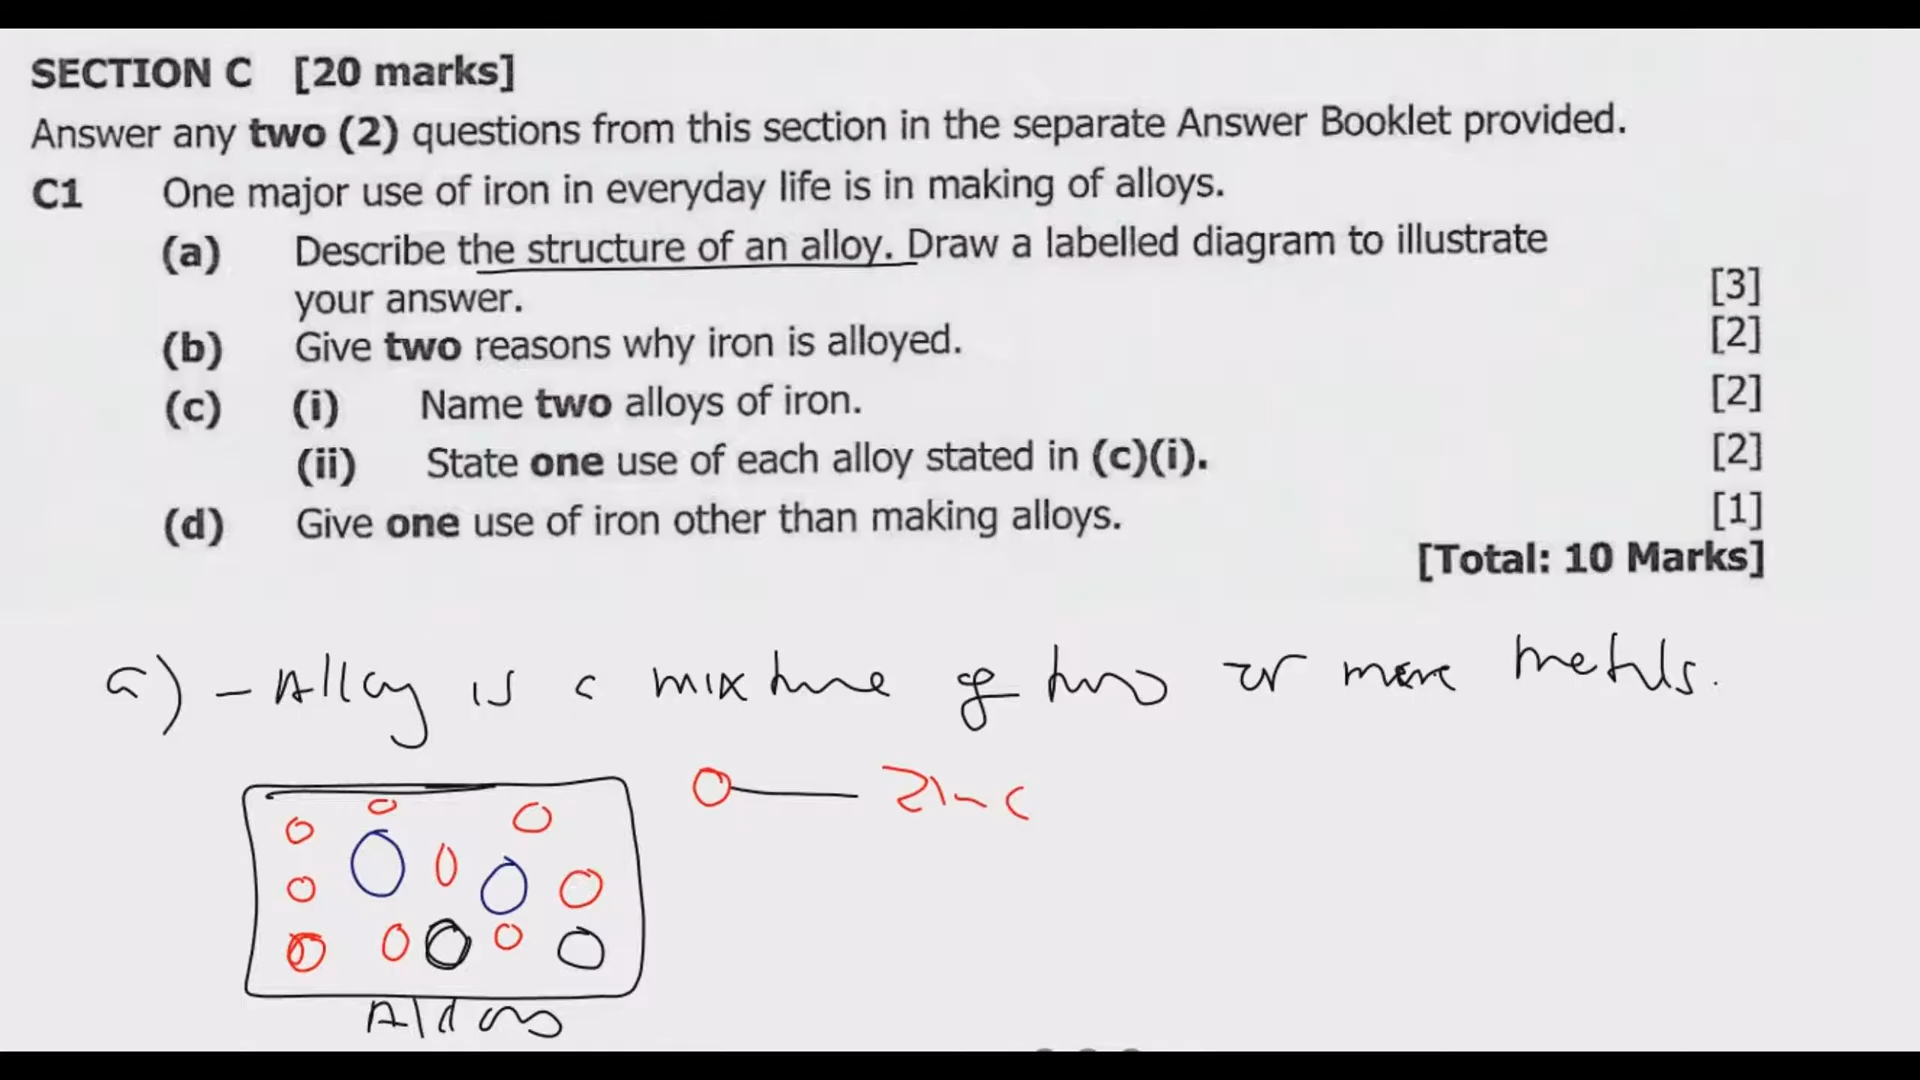 SECTION C [20 marks]
Answer any two (2) questions from this section in the separate Answer Booklet provided.
C1 One major use of iron in everyday life is in making of alloys.
(a) Describe the structure of an alloy. Draw a labelled diagram to illustrate
your answer. [3]
(b) Give two reasons why iron is alloyed. [2]
(c) (i) Name two alloys of iron. [2]
(ii) State one use of each alloy stated in (c)(i). [2]
(d) Give one use of iron other than making alloys. [1]
[Total: 10 Marks]
a) - Alloy is a mixture of two or more metals.
Zinc
Alloy